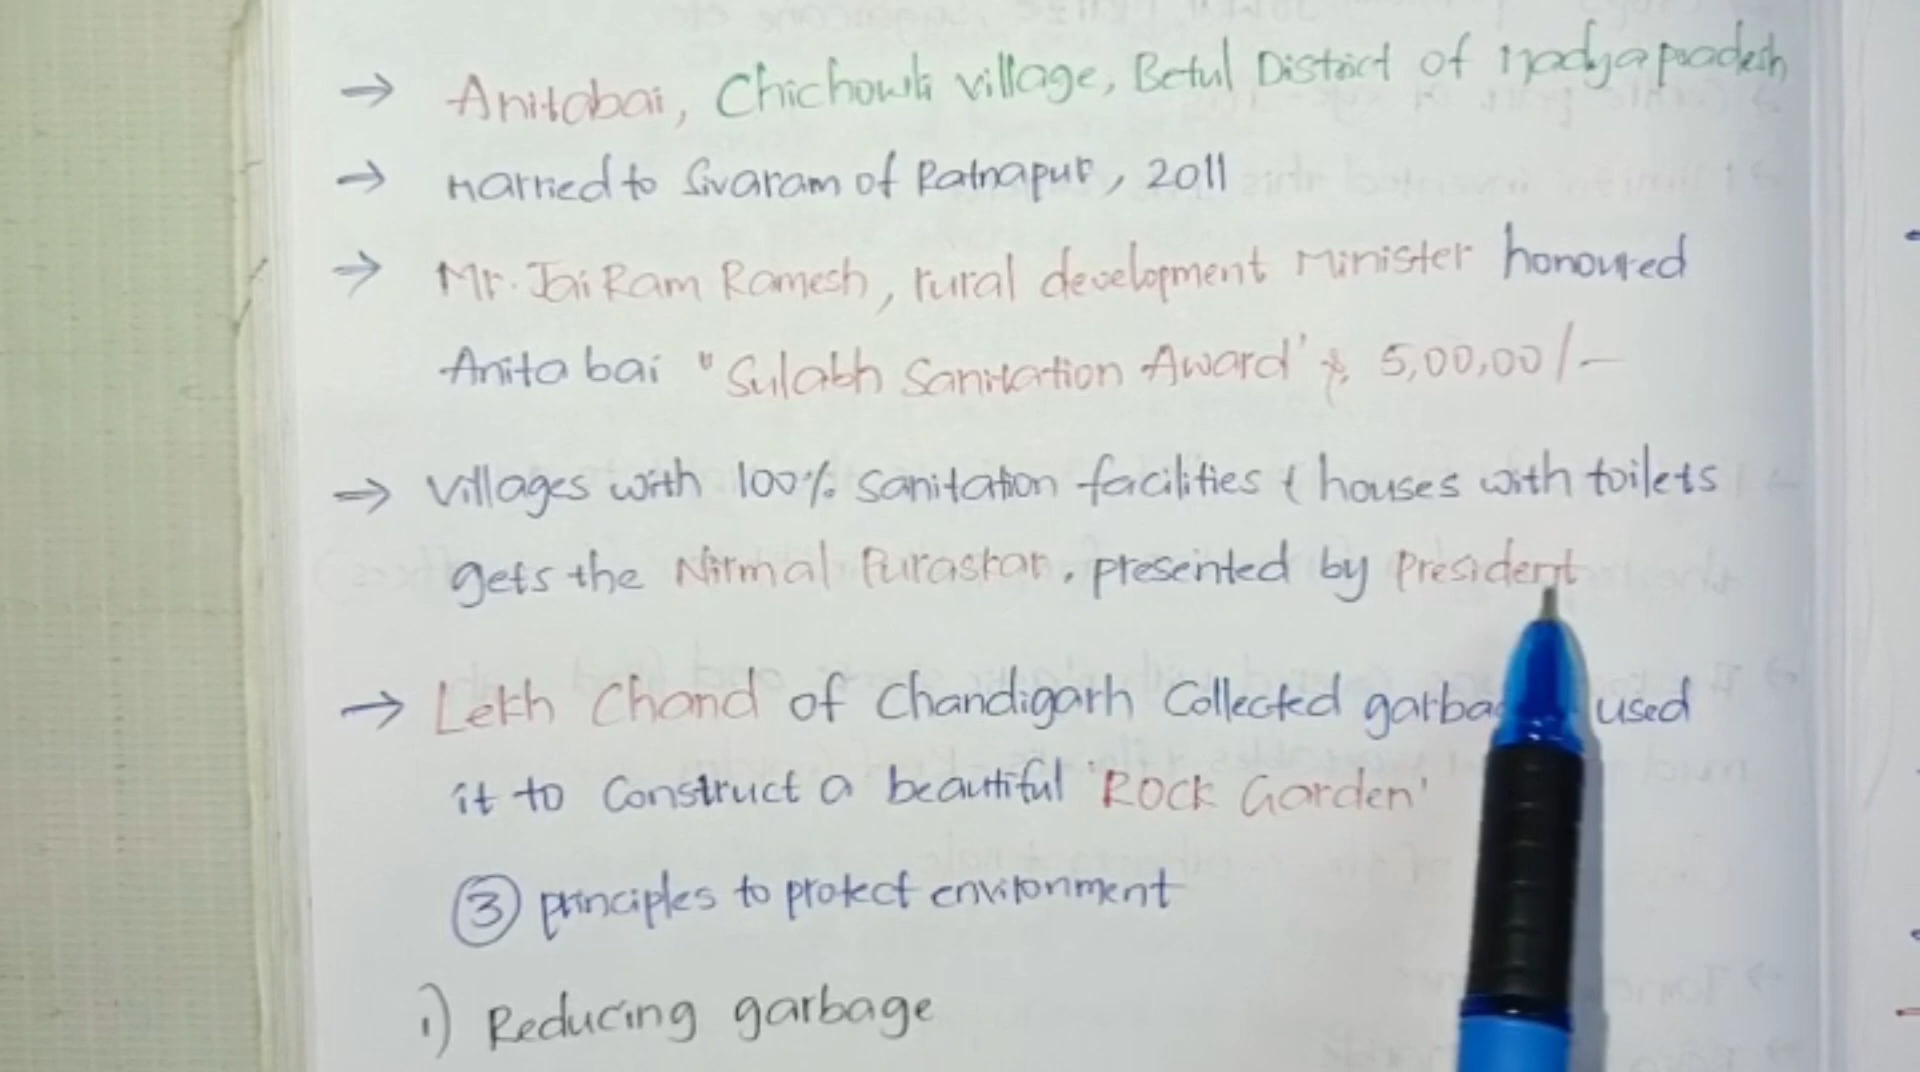 → Anitabai, Chichowli village, Betul District of Madyapradesh
→ Married to Sivaram of Ratnapur, 2011
→ Mr. Jai Ram Ramesh, rural development Minister honoured
Anita bai "Sulabh Sanitation Award' & 5,00,00/-
→ Villages with 100% sanitation facilities & houses with toilets
gets the Nirmal Puraskar, presented by President
→ Lekh Chand of Chandigarh Collected used
it to Construct a beautiful 'Rock Garden'
③ principles to protect environment
i) Reducing garbage